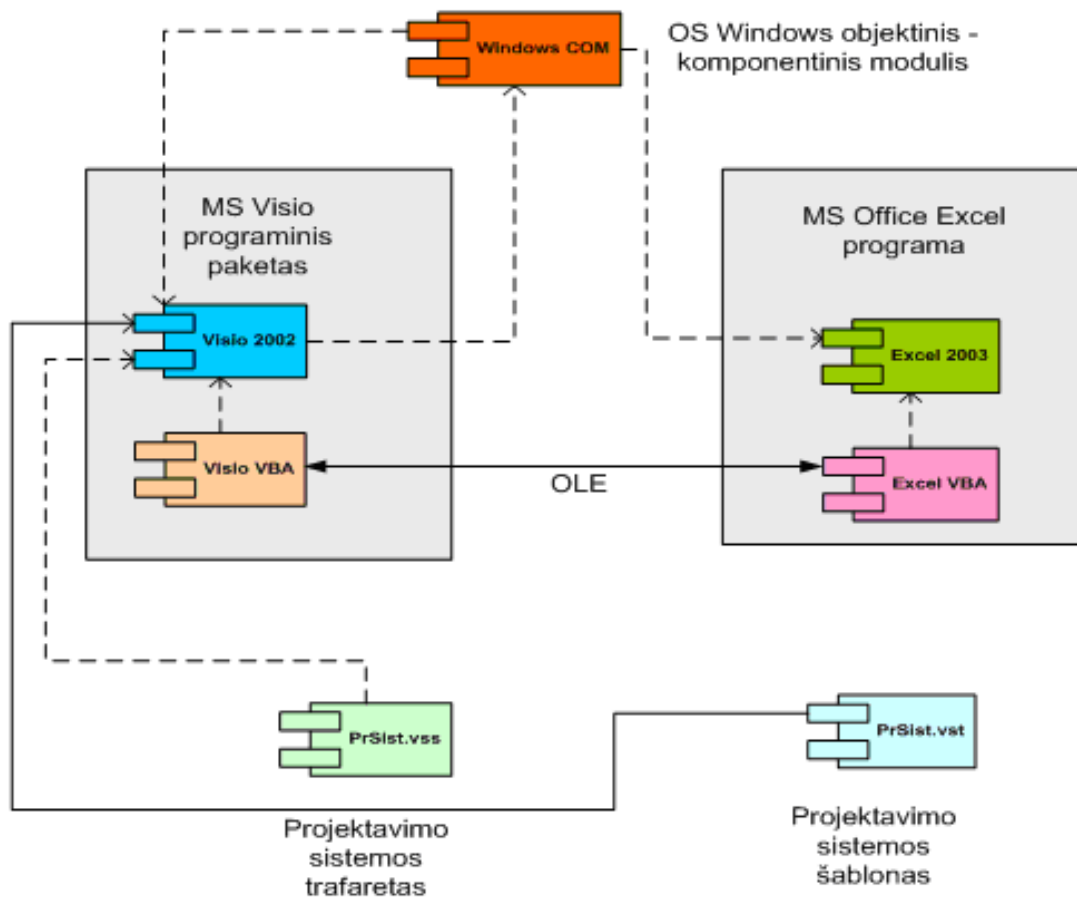 Windows COM
OS Windows objektinis -
komponentinis modulis
MS Visio
programinis
paketas
MS Office Excel
programa
Visio 2002
Excel 2003
Visio VBA
Excel VBA
OLE
PrSist.vss
PrSist.vst
Projektavimo
sistemos
trafaretas
Projektavimo
sistemos
šablonas